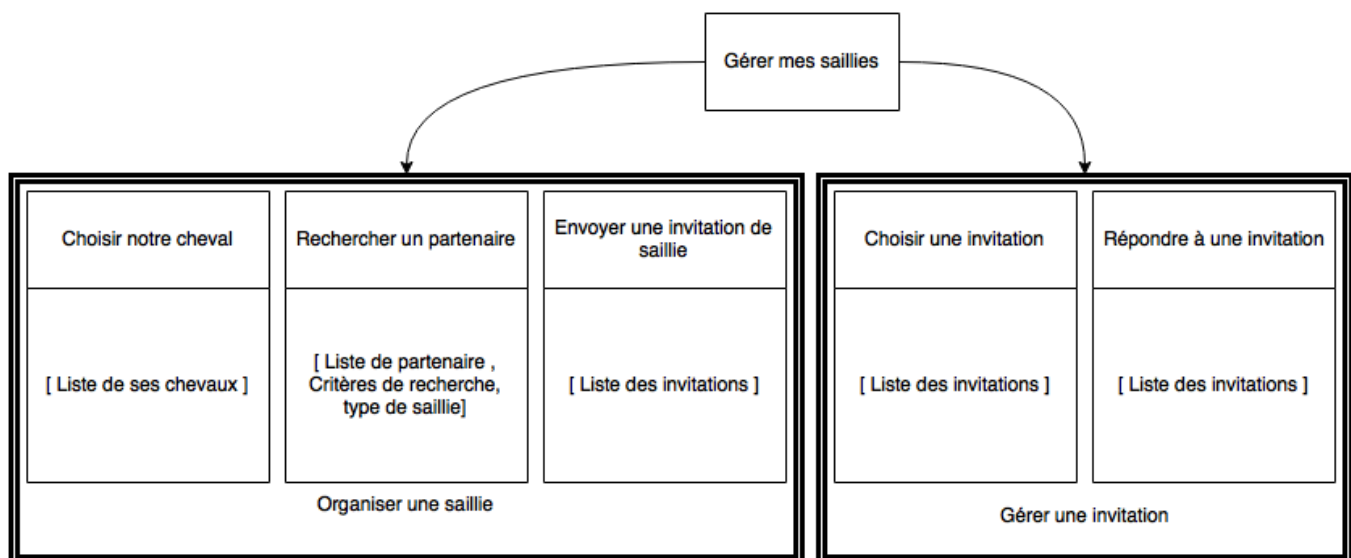 Gérer mes saillies
Choisir notre cheval
Rechercher un partenaire
Envoyer une invitation de
saillie
[ Liste de ses chevaux ]
[ Liste de partenaire ,
Critères de recherche,
type de saillie]
[ Liste des invitations ]
Organiser une saillie
Choisir une invitation
Répondre à une invitation
[ Liste des invitations ]
[ Liste des invitations ]
Gérer une invitation